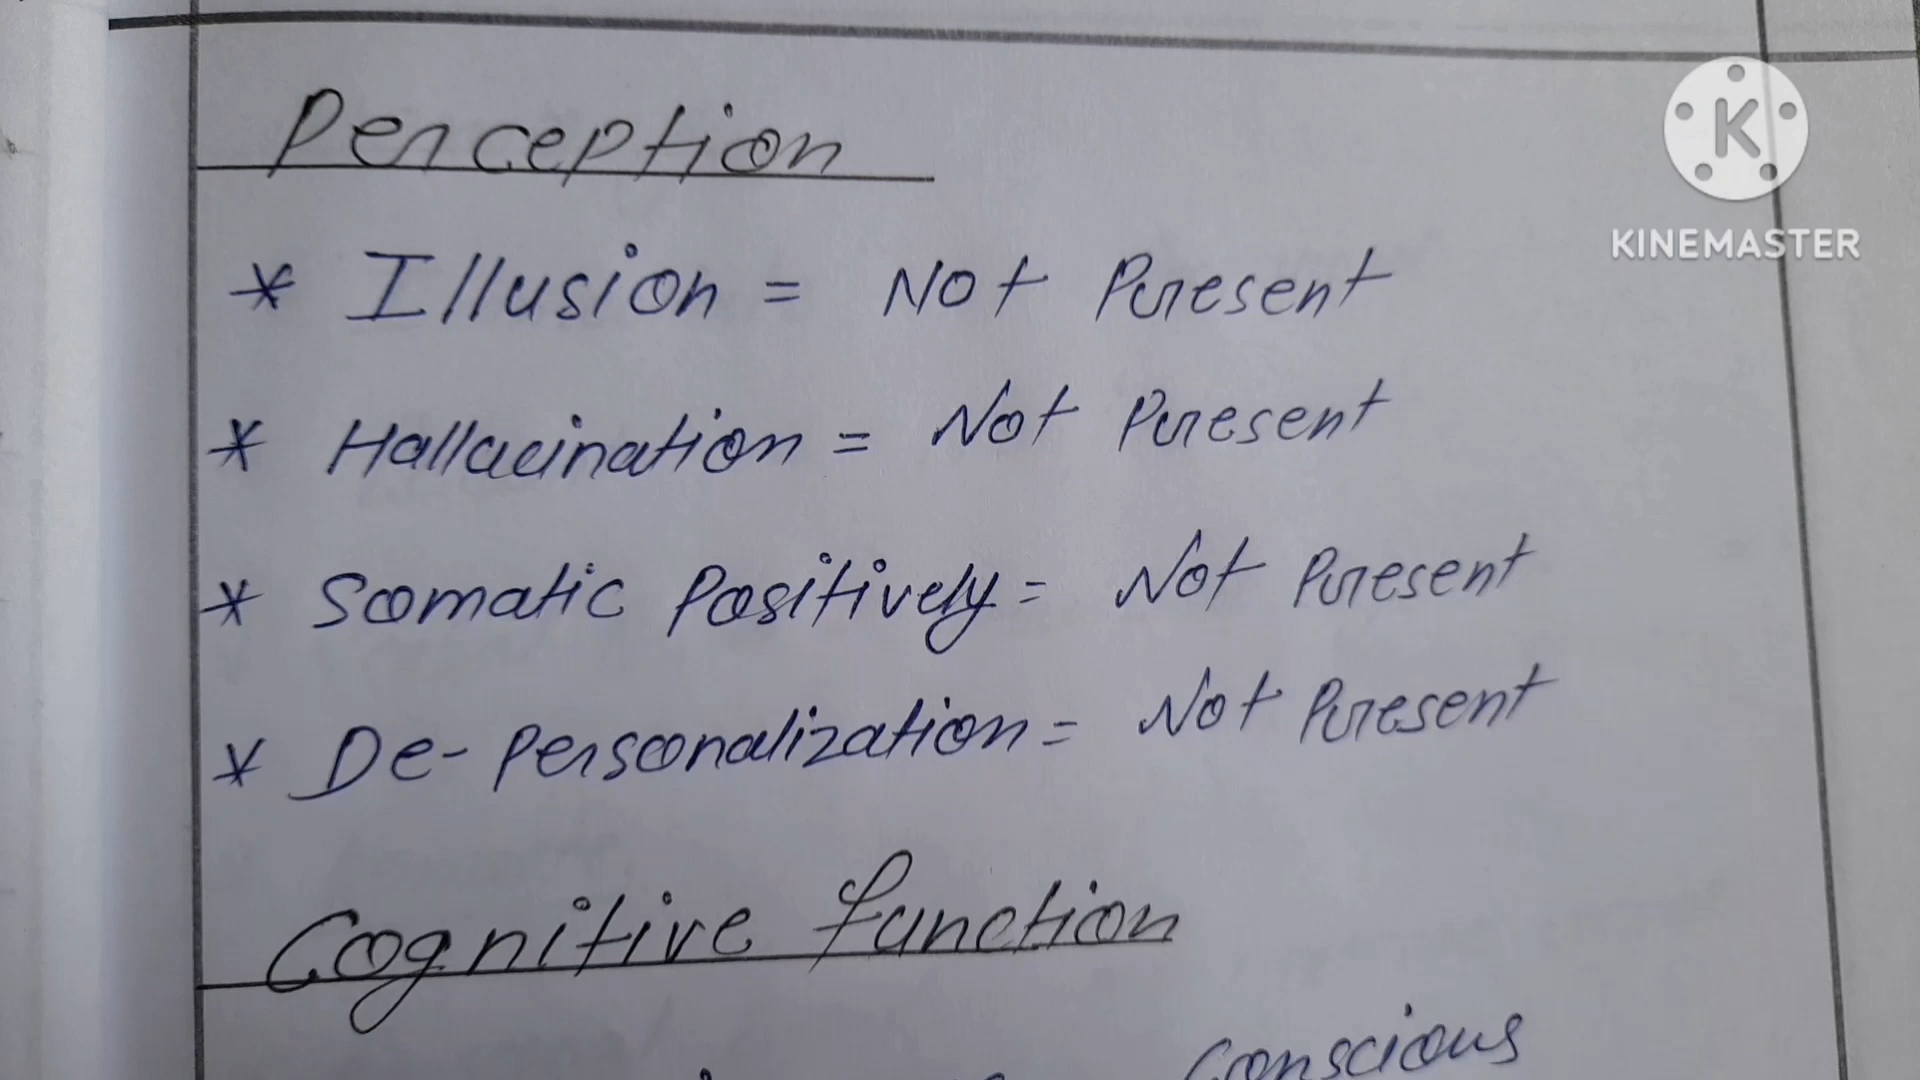 Perception
* Illusion = Not Present
* Hallucination = Not Present
* Somatic Positively = Not Present
* De-personalization = Not Present
Cognitive function
Conscious
K
KINEMASTER